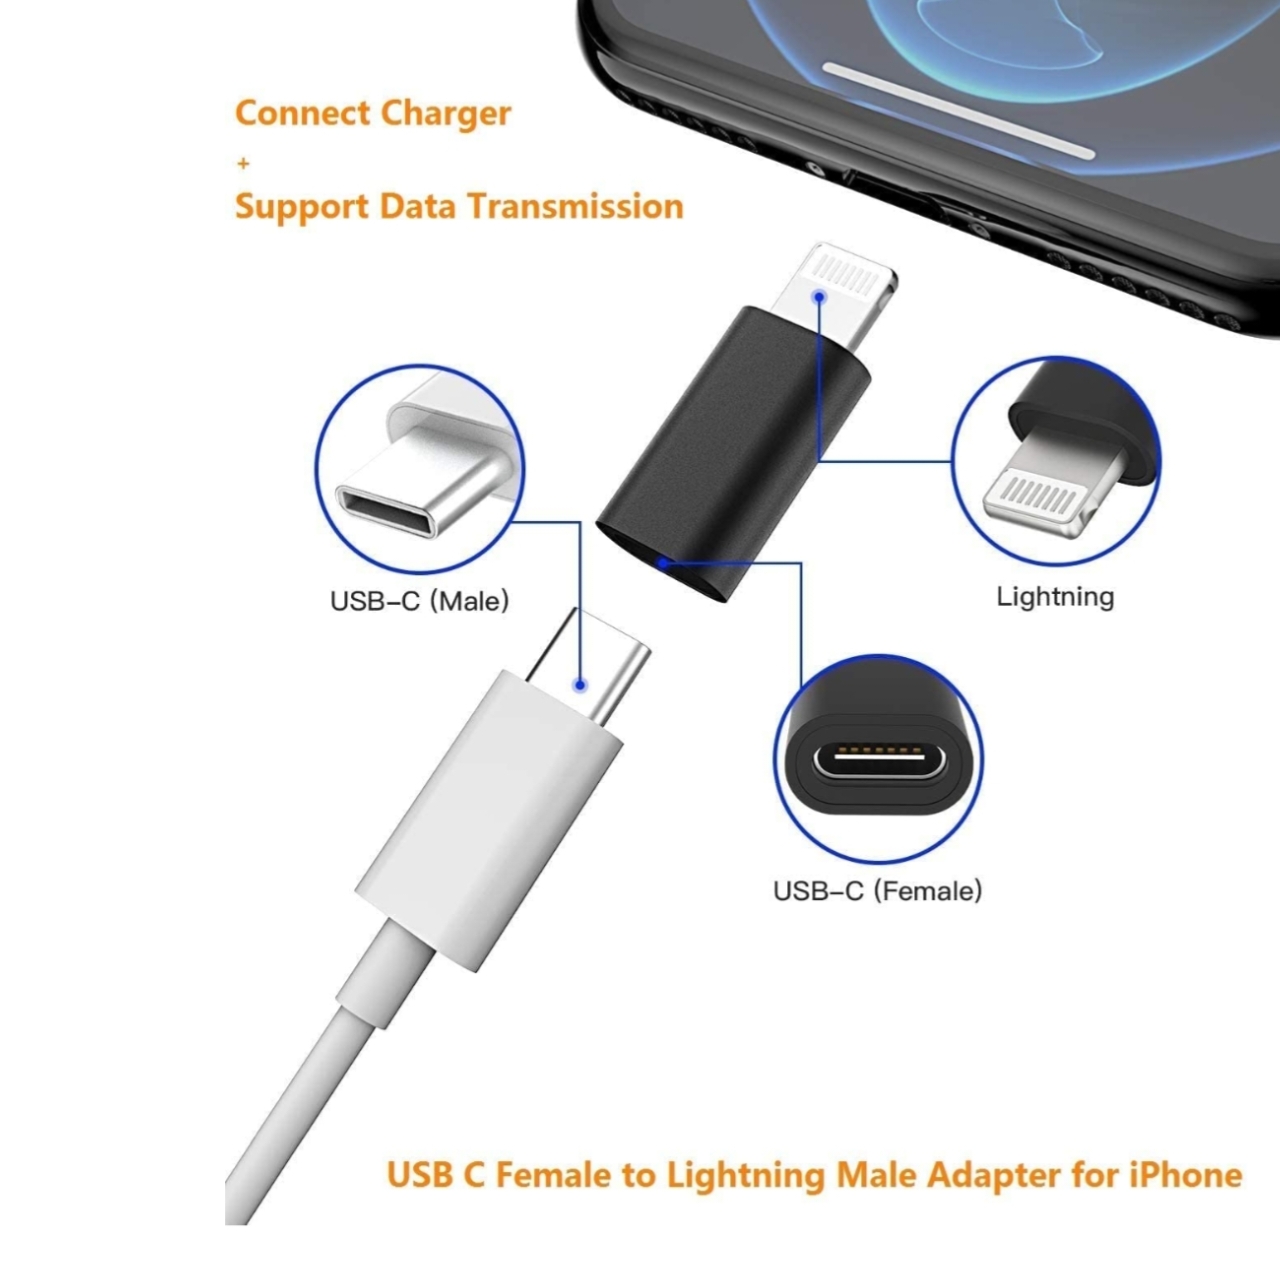 Connect Charger
+
Support Data Transmission
USB-C (Male)
Lightning
USB-C (Female)
USB C Female to Lightning Male Adapter for iPhone